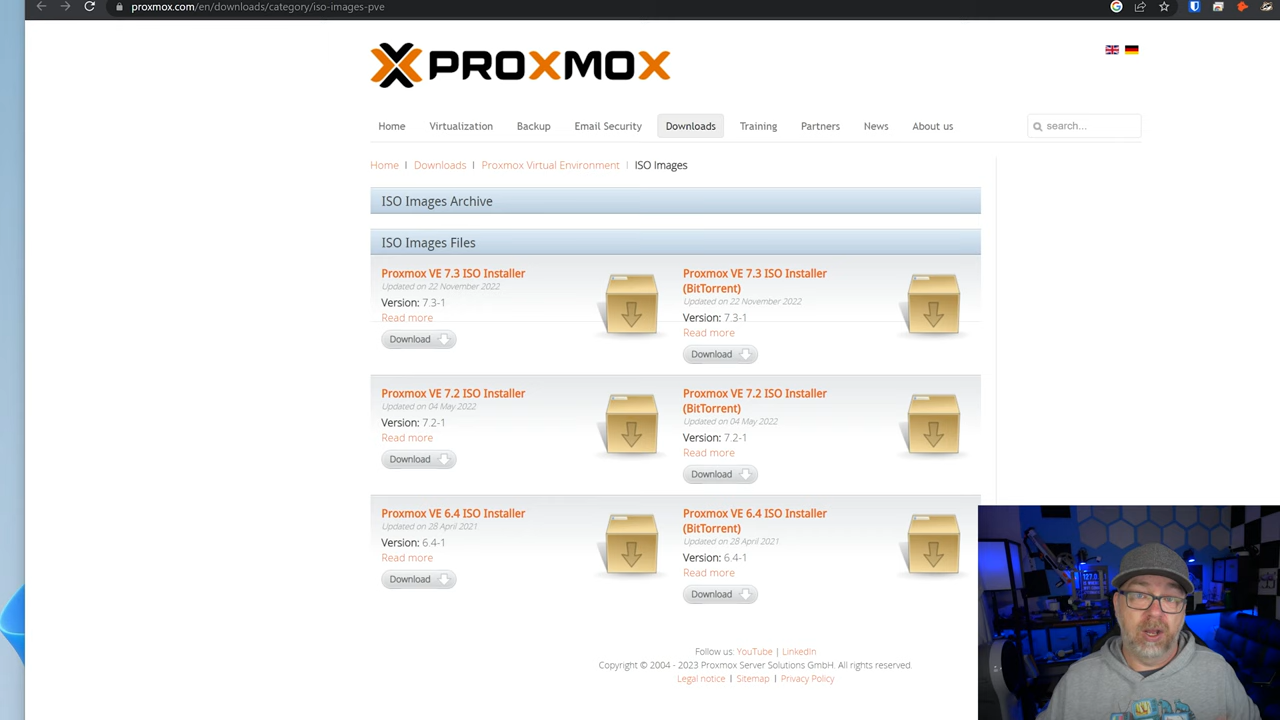 proxmox.com/en/downloads/category/iso-images-pve
PROXMOX
Home Virtualization Backup Email Security Downloads Training Partners News About us search...
Home | Downloads | Proxmox Virtual Environment | ISO Images
ISO Images Archive
ISO Images Files
Proxmox VE 7.3 ISO Installer
Updated on 22 November 2022
Version: 7.3-1
Read more
Download
Proxmox VE 7.3 ISO Installer
(BitTorrent)
Updated on 22 November 2022
Version: 7.3-1
Read more
Download
Proxmox VE 7.2 ISO Installer
Updated on 04 May 2022
Version: 7.2-1
Read more
Download
Proxmox VE 7.2 ISO Installer
(BitTorrent)
Updated on 04 May 2022
Version: 7.2-1
Read more
Download
Proxmox VE 6.4 ISO Installer
Updated on 28 April 2021
Version: 6.4-1
Read more
Download
Proxmox VE 6.4 ISO Installer
(BitTorrent)
Updated on 28 April 2021
Version: 6.4-1
Read more
Download
Follow us: YouTube | LinkedIn
Copyright © 2004 - 2023 Proxmox Server Solutions GmbH. All rights reserved.
Legal notice | Sitemap | Privacy Policy